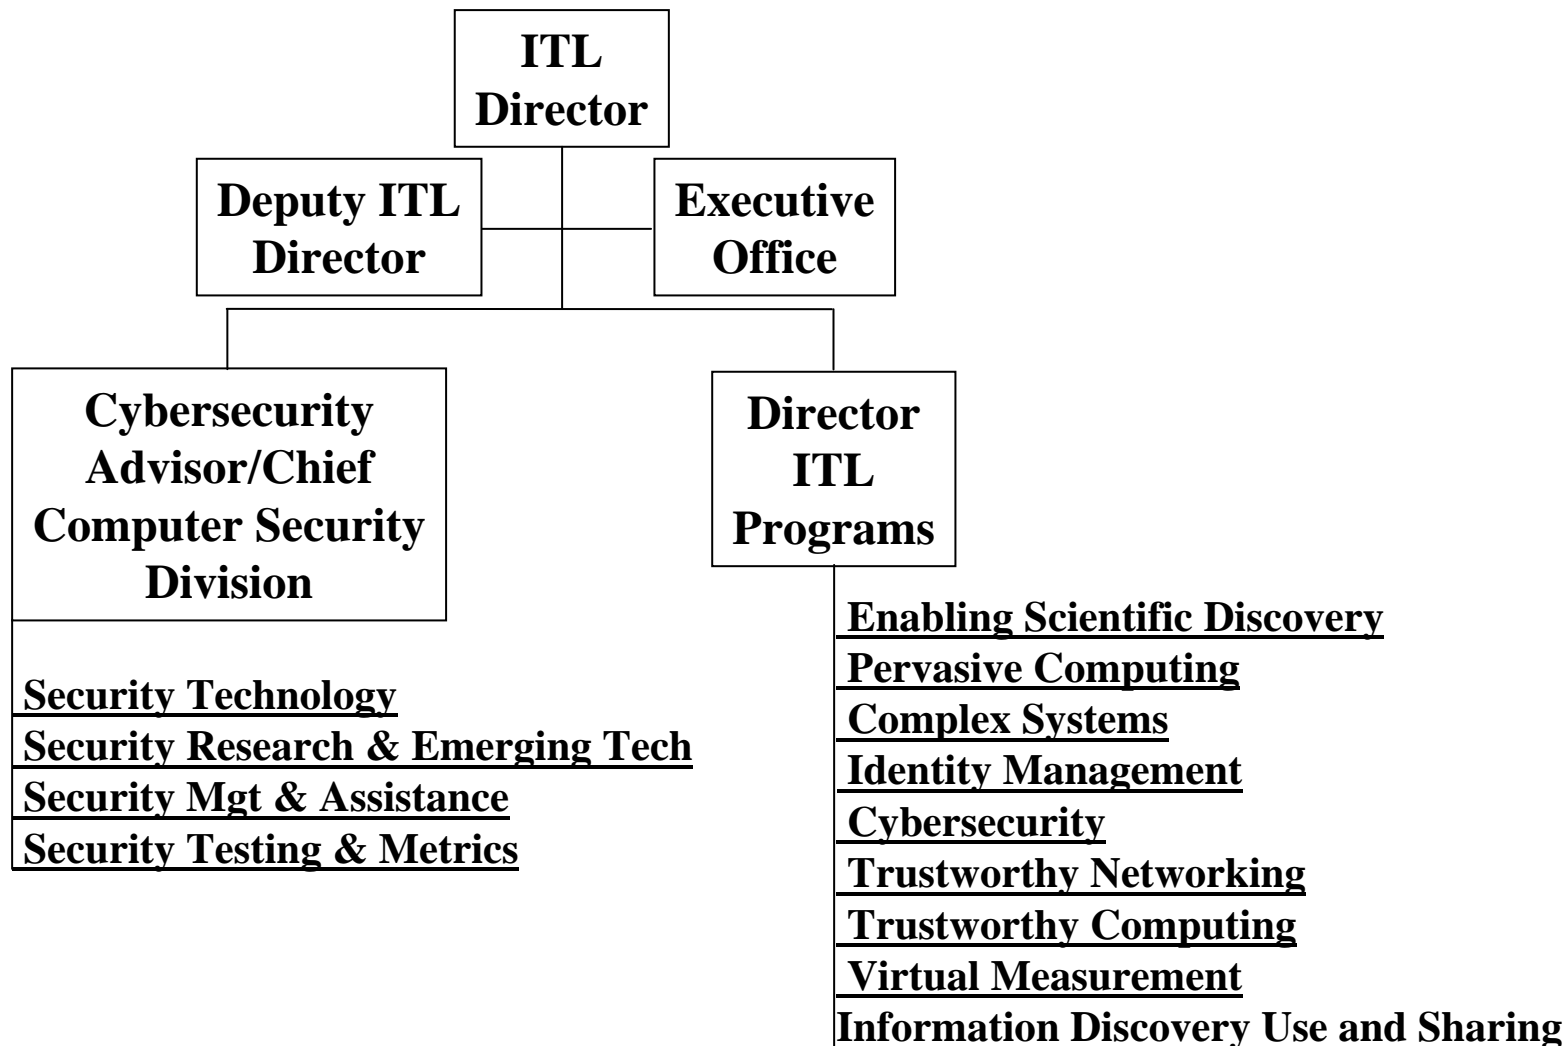 ITL
Director
Deputy ITL
Director
Executive
Office
Cybersecurity
Advisor/Chief
Computer Security
Division
Director
ITL
Programs
Security Technology
Security Research & Emerging Tech
Security Mgt & Assistance
Security Testing & Metrics
Enabling Scientific Discovery
Pervasive Computing
Complex Systems
Identity Management
Cybersecurity
Trustworthy Networking
Trustworthy Computing
Virtual Measurement
Information Discovery Use and Sharing